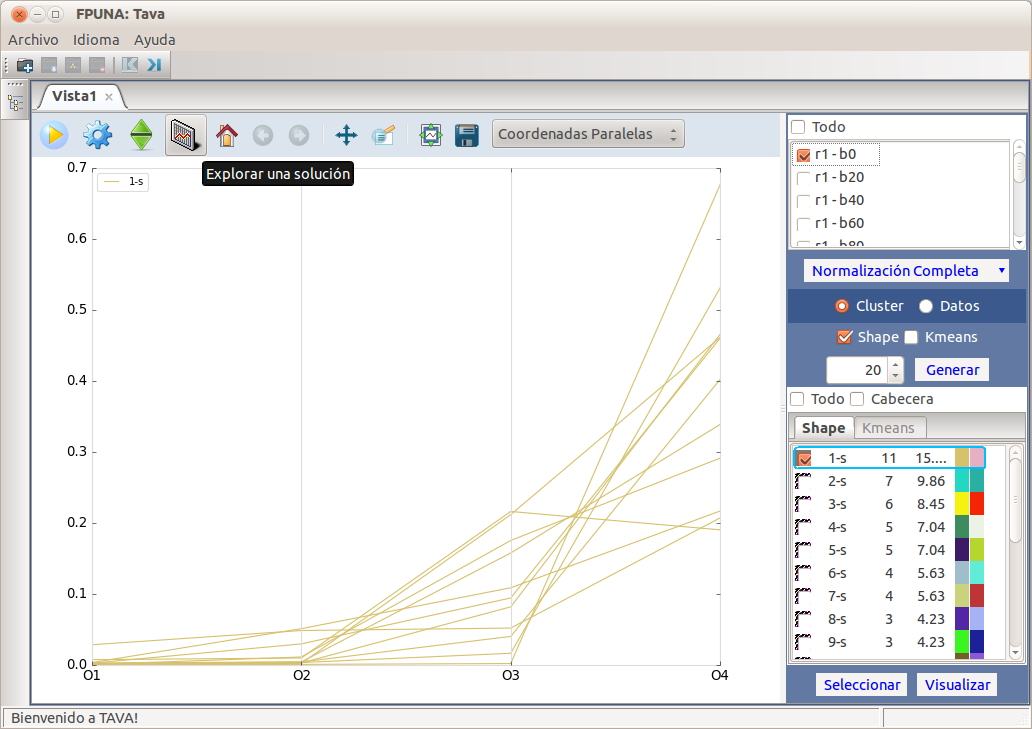 FPUNA: Tava
Archivo Idioma Ayuda
Vista1
Coordenadas Paralelas
Explorar una solución
1-s
0.7
0.6
0.5
0.4
0.3
0.2
0.1
0.0
O1 O2 O3 O4
Todo
r1 - b0
r1 - b20
r1 - b40
r1 - b60
r1 - b80
Normalización Completa
Cluster Datos
Shape Kmeans
20 Generar
Todo Cabecera
Shape Kmeans
1-s 11 15....
2-s 7 9.86
3-s 6 8.45
4-s 5 7.04
5-s 5 7.04
6-s 4 5.63
7-s 4 5.63
8-s 3 4.23
9-s 3 4.23
Seleccionar Visualizar
Bienvenido a TAVA!